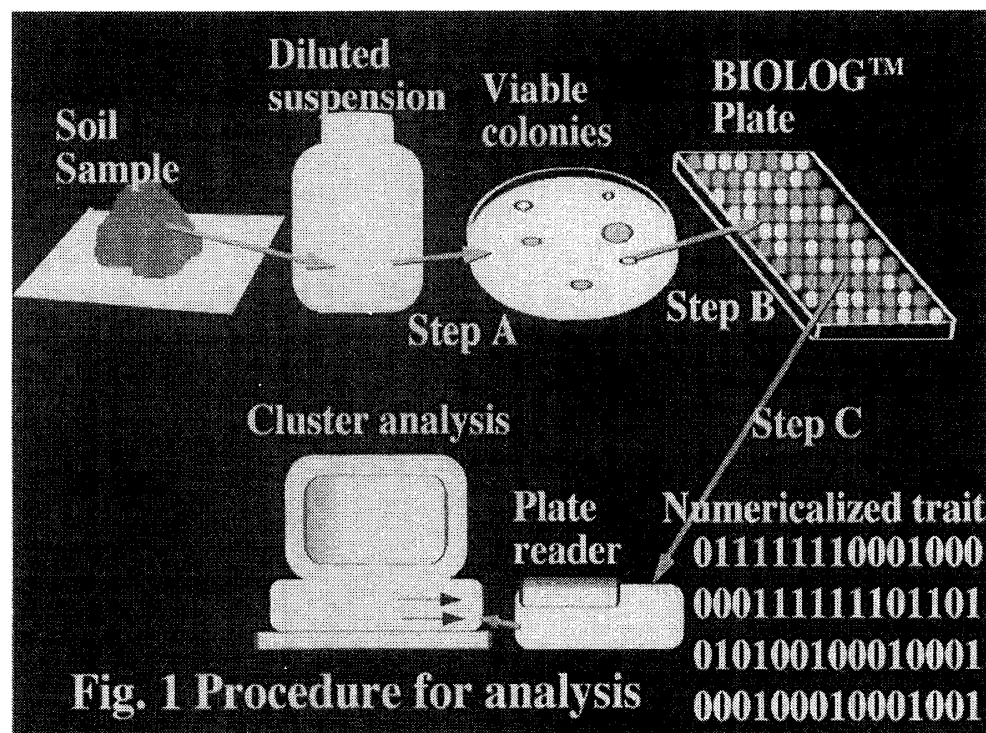 Soil
Sample
Diluted
suspension
Viable
colonies
BIOLOG™
Plate
Step A
Step B
Step C
Cluster analysis
Plate
reader
Numericalized trait
011111110001000
000111111101101
010100100010001
000100010001001
Fig. 1 Procedure for analysis